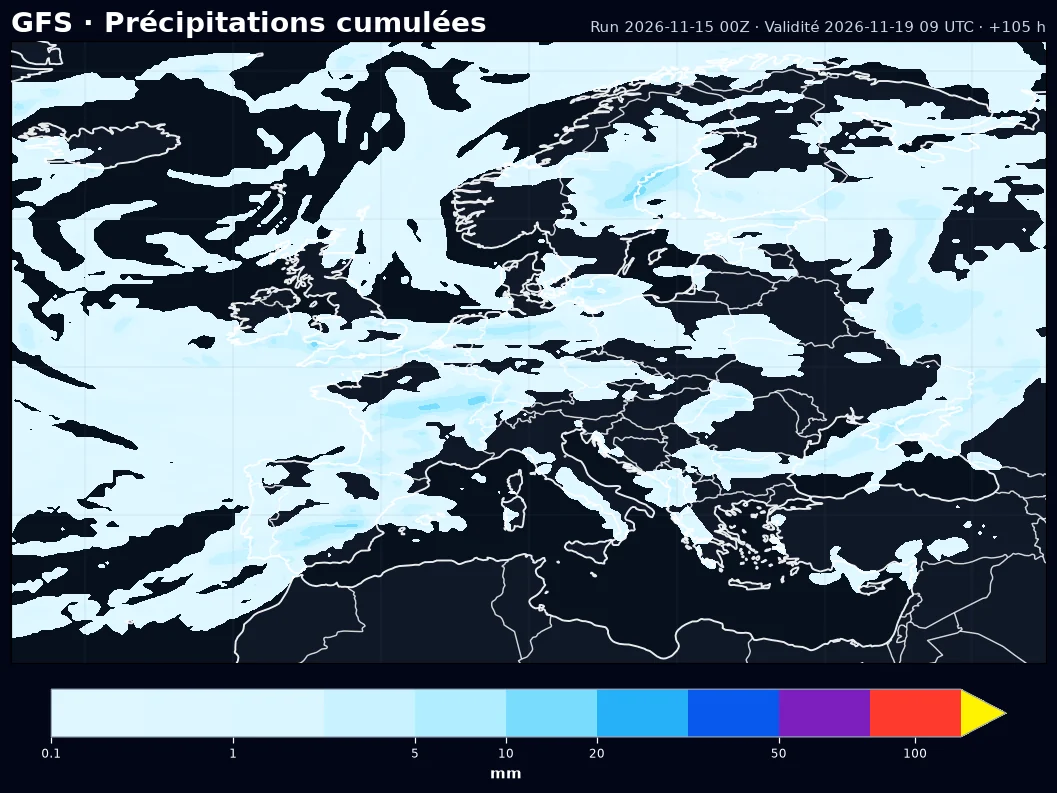 GFS · Précipitations cumulées
Run 2026-11-15 00Z · Validité 2026-11-19 09 UTC · +105 h
0.1 1 5 10 20 50 100
mm